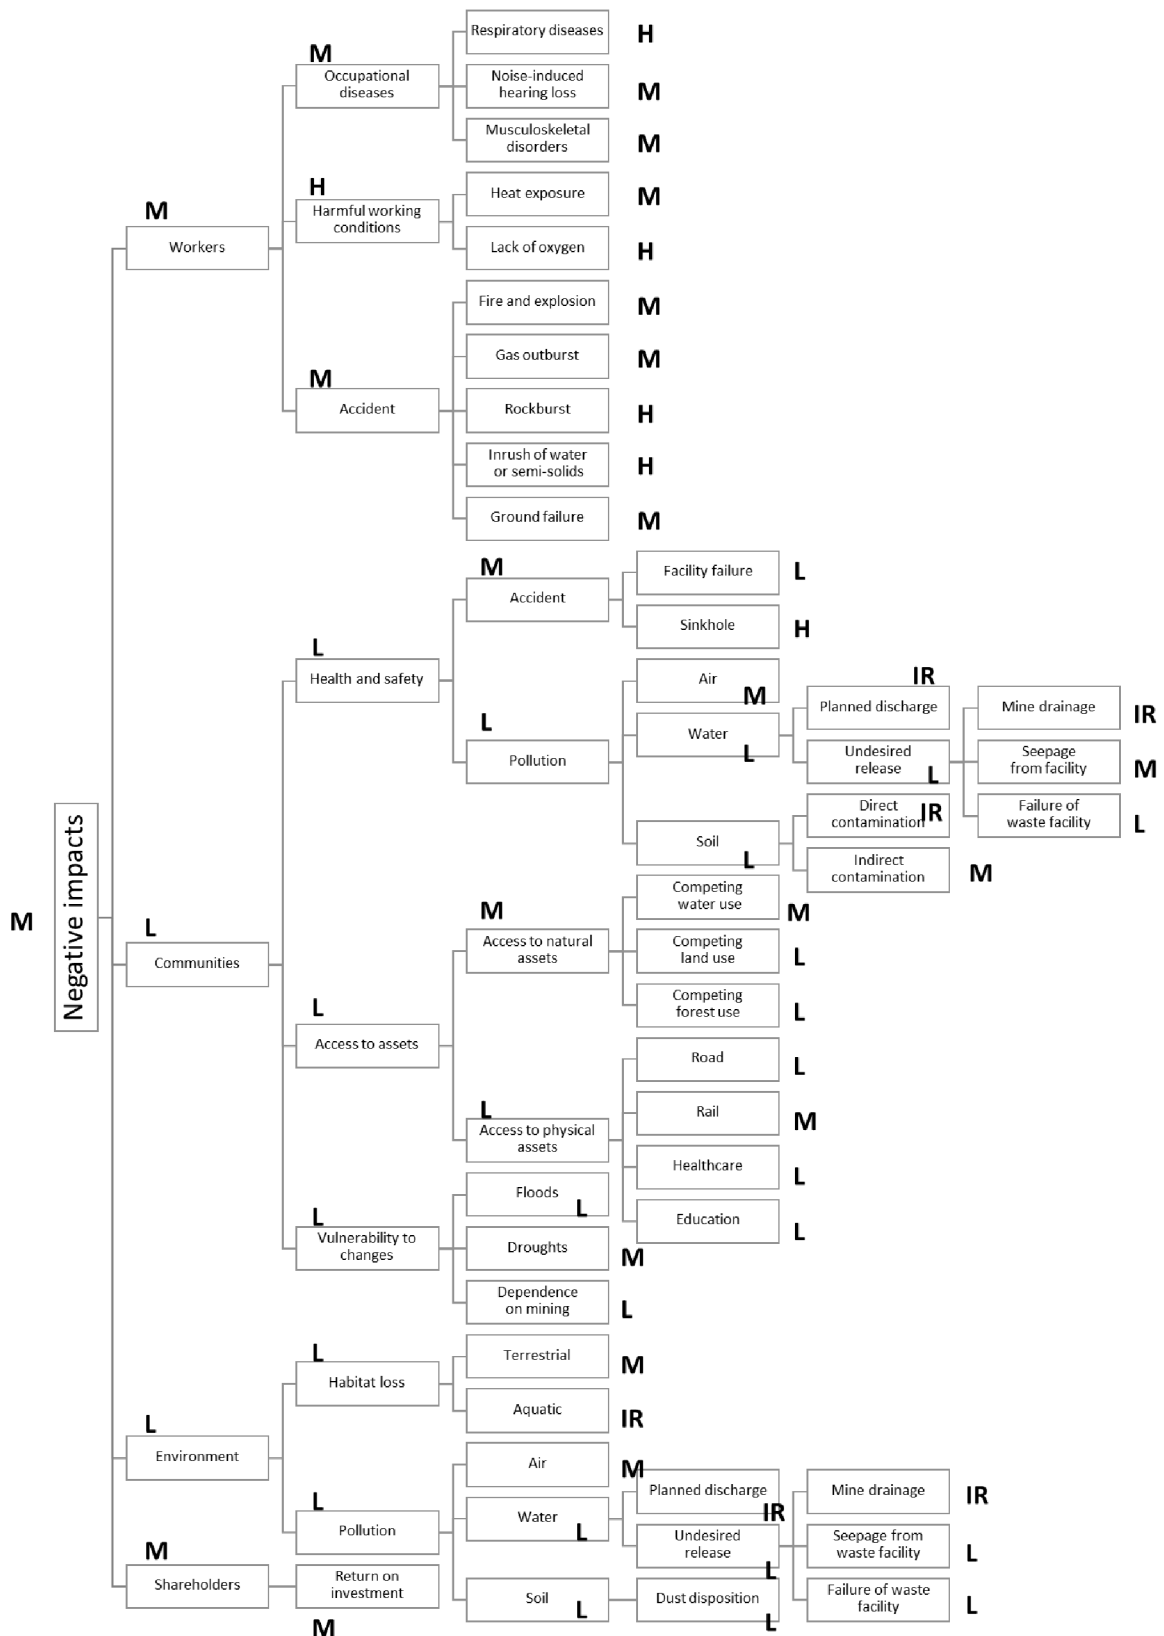 Respiratory diseases
H
M
Occupational
diseases
Noise-induced
hearing loss
M
Musculoskeletal
disorders
M
H
Harmful working
conditions
Heat exposure
M
Lack of oxygen
H
M
Workers
Fire and explosion
M
Gas outburst
M
M
Accident
Rockburst
H
Inrush of water
or semi-solids
H
Ground failure
M
M
Accident
Facility failure
L
Sinkhole
H
L
Health and safety
Air
M
IR
Planned discharge
Mine drainage
IR
L
Pollution
Water
L
Undesired
release
L
Seepage
from facility
M
Failure of
waste facility
L
Soil
L
Direct
contamination
IR
Indirect
contamination
M
M
Negative impacts
L
Communities
M
Access to natural
assets
Competing
water use
M
Competing
land use
L
Competing
forest use
L
L
Access to assets
Road
L
L
Access to physical
assets
Rail
M
Healthcare
L
Education
L
L
Vulnerability to
changes
Floods
L
Droughts
M
Dependence
on mining
L
L
Habitat loss
Terrestrial
M
Aquatic
IR
L
Environment
Air
M
L
Pollution
Water
L
Planned discharge
IR
Mine drainage
IR
Undesired
release
L
Seepage from
waste facility
L
Failure of waste
facility
L
Soil
L
Dust disposition
L
M
Shareholders
Return on
investment
M